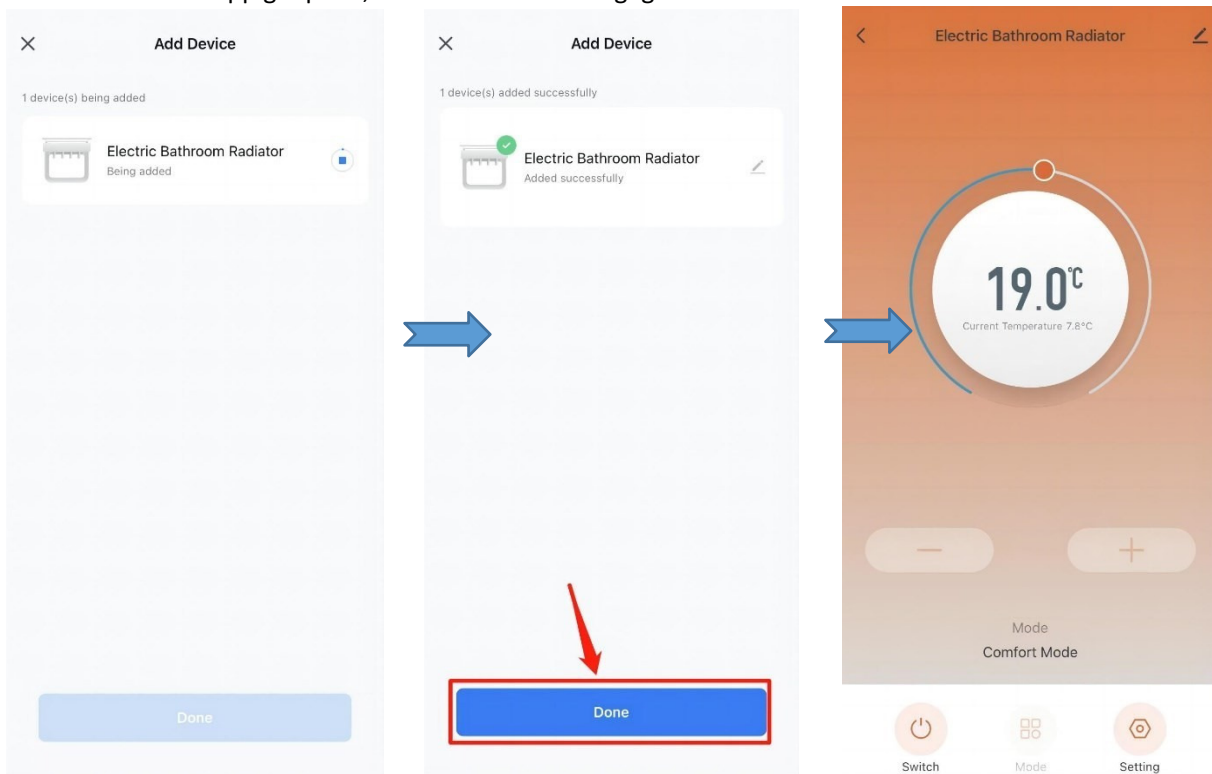 Add Device
1 device(s) being added
Electric Bathroom Radiator
Being added
Done
Add Device
1 device(s) added successfully
Electric Bathroom Radiator
Added successfully
Done
Electric Bathroom Radiator
19.0℃
Current Temperature 7.8°C
Mode
Comfort Mode
Switch
Mode
Setting